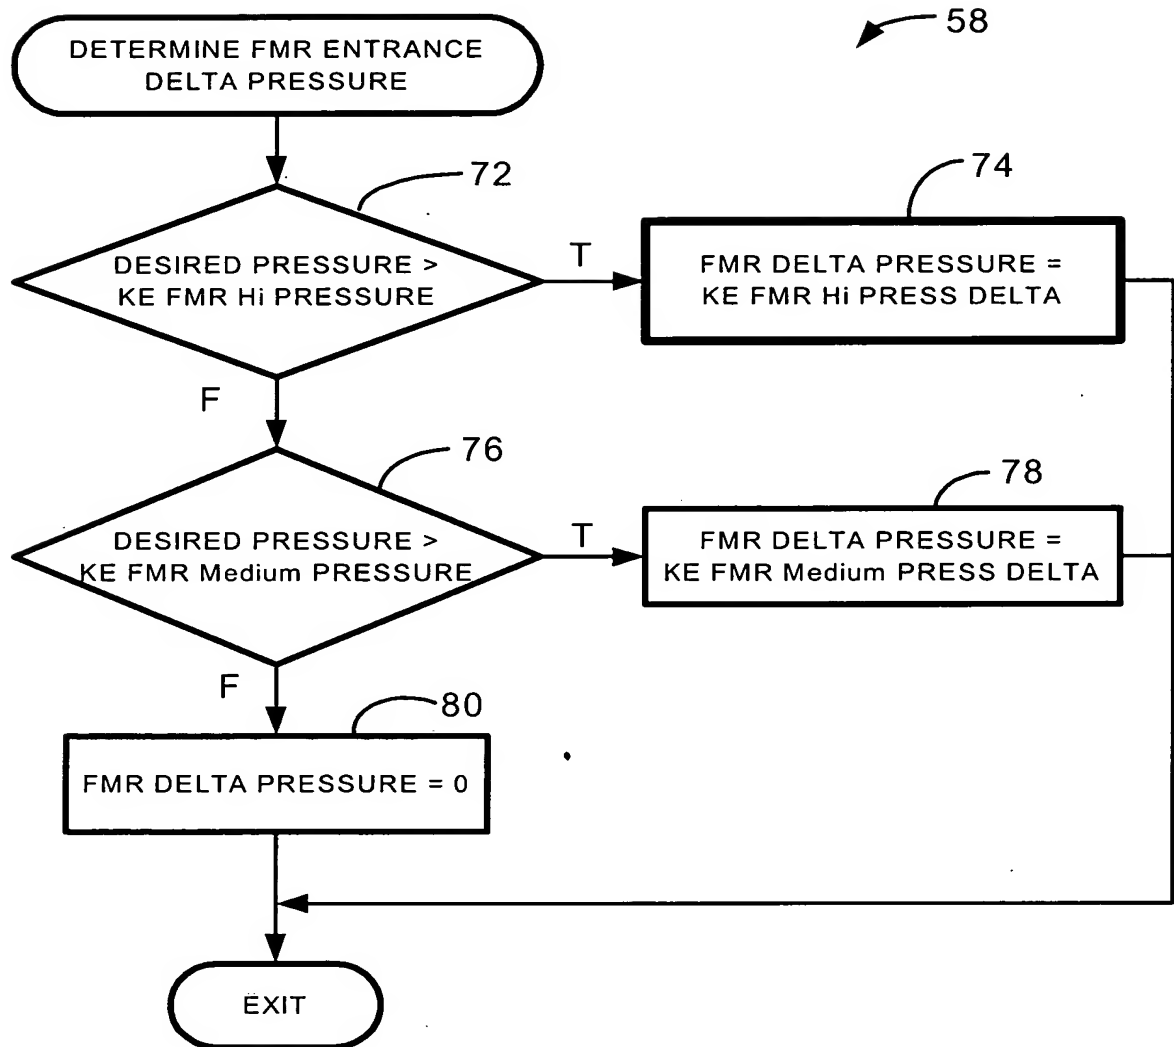 58
DETERMINE FMR ENTRANCE
DELTA PRESSURE
72
DESIRED PRESSURE >
KE FMR Hi PRESSURE
T
74
FMR DELTA PRESSURE =
KE FMR Hi PRESS DELTA
F
76
DESIRED PRESSURE >
KE FMR Medium PRESSURE
T
78
FMR DELTA PRESSURE =
KE FMR Medium PRESS DELTA
F
80
FMR DELTA PRESSURE = 0
EXIT